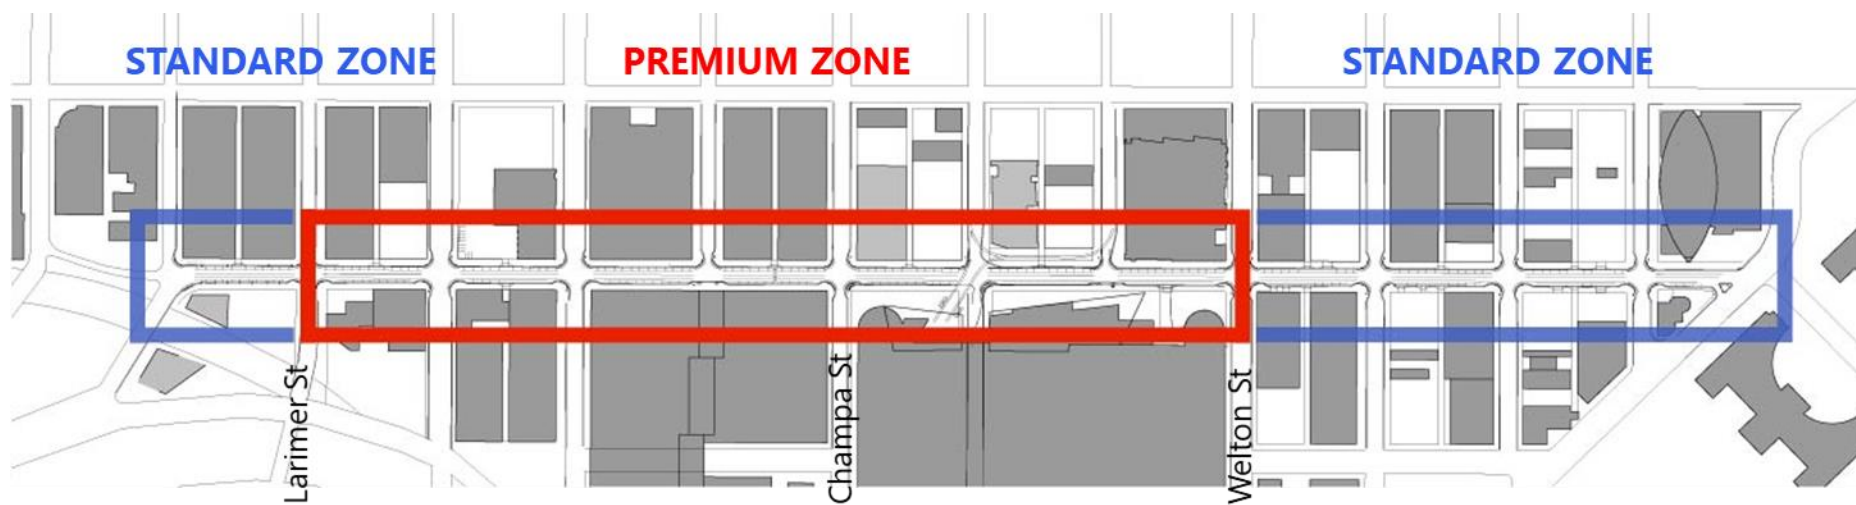 STANDARD ZONE
PREMIUM ZONE
STANDARD ZONE
Larimer St
Champa St
Welton St